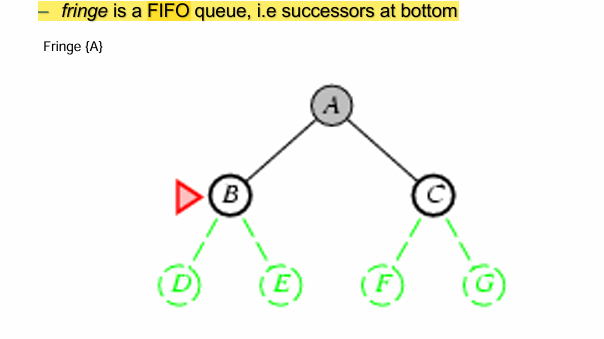 – fringe is a FIFO queue, i.e successors at bottom
Fringe {A}
A
B C
D E F G